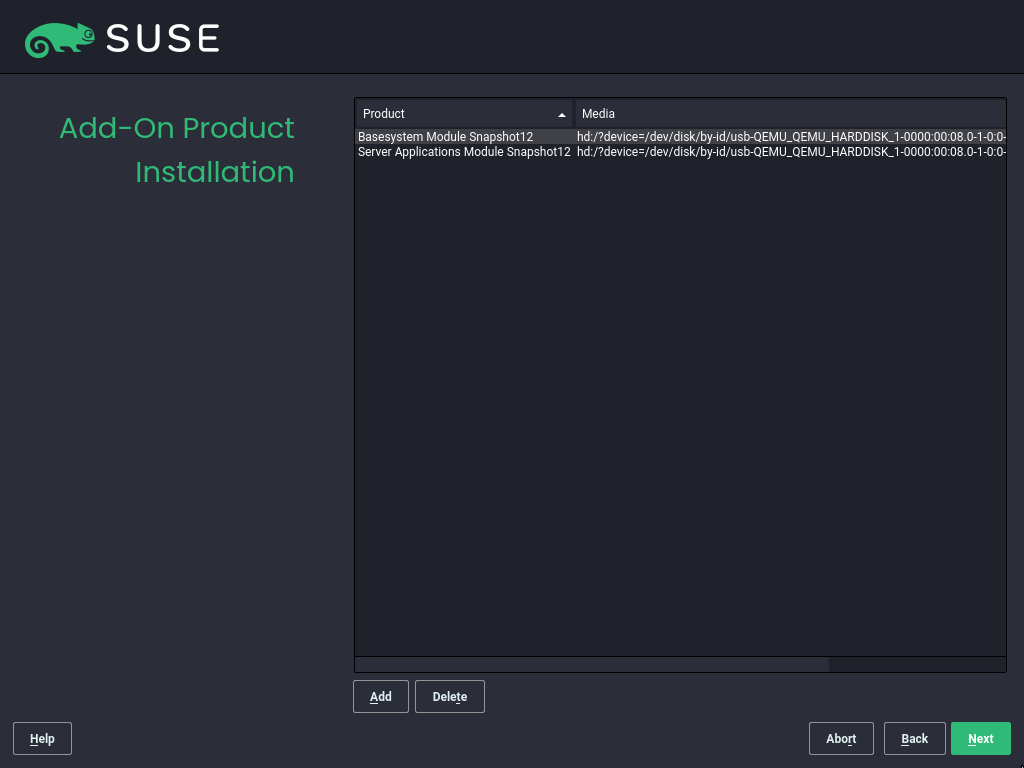 SUSE
Add-On Product
Installation
Product Media
Basesystem Module Snapshot12 hd:/?device=/dev/disk/by-id/usb-QEMU_QEMU_HARDDISK_1-0000:00:08.0-1-0:0-
Server Applications Module Snapshot12 hd:/?device=/dev/disk/by-id/usb-QEMU_QEMU_HARDDISK_1-0000:00:08.0-1-0:0-
Add Delete
Help Abort Back Next